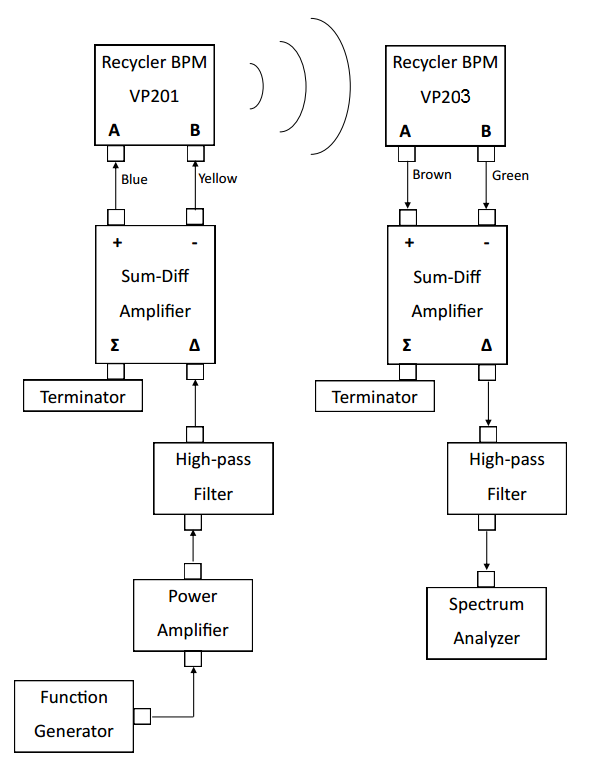 Recycler BPM
VP201
A B
Blue
Yellow
+ -
Sum-Diff
Amplifier
Σ Δ
Terminator
High-pass
Filter
Power
Amplifier
Function
Generator
Recycler BPM
VP203
A B
Brown
Green
+ -
Sum-Diff
Amplifier
Σ Δ
Terminator
High-pass
Filter
Spectrum
Analyzer